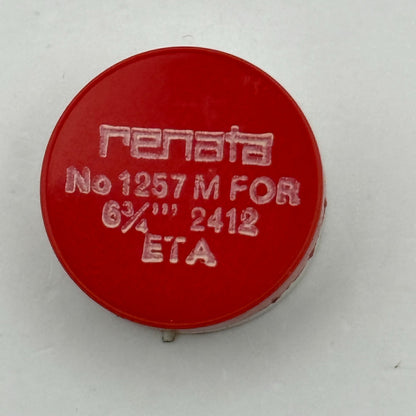 renata
No 1257 M FOR
6¾''' 2412
ETA